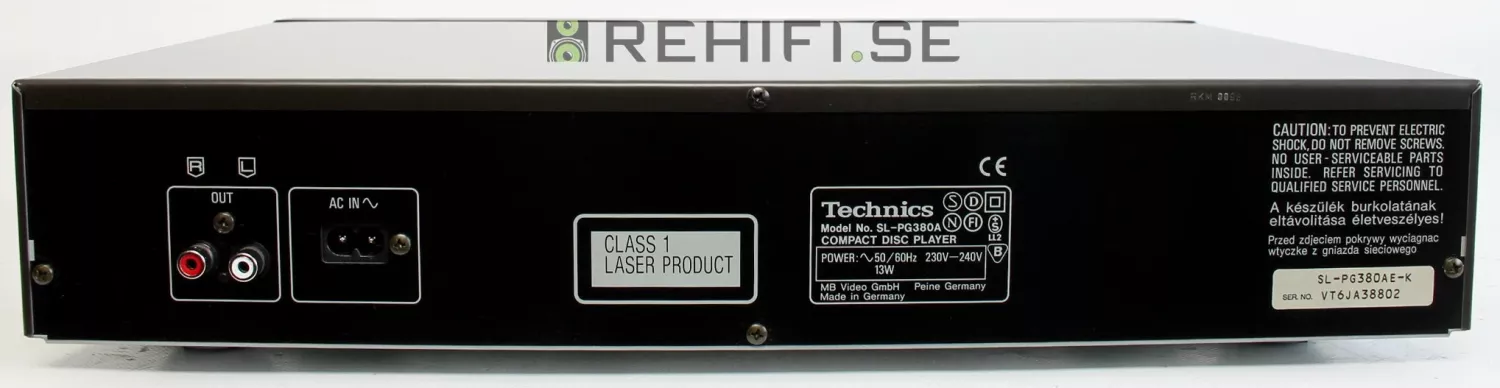 REHIFI.SE
RKM
CAUTION: TO PREVENT ELECTRIC
SHOCK, DO NOT REMOVE SCREWS.
NO USER-SERVICEABLE PARTS
INSIDE. REFER SERVICING TO
QUALIFIED SERVICE PERSONNEL.
A készülék burkolatának
eltávolítása életveszélyes!
Przed zdjeciem pokrywy wyciagnac
wtyczke z gniazda sieciowego
SL-PG380AE-K
SER. NO. VT6JA38802
R L
OUT
AC IN ∿
CLASS 1
LASER PRODUCT
CE
Technics S D
Model No. SL-PG380A N FI S
COMPACT DISC PLAYER LL2
B
POWER: ∿50/60Hz 230V—240V
13W
MB Video GmbH Peine Germany
Made in Germany